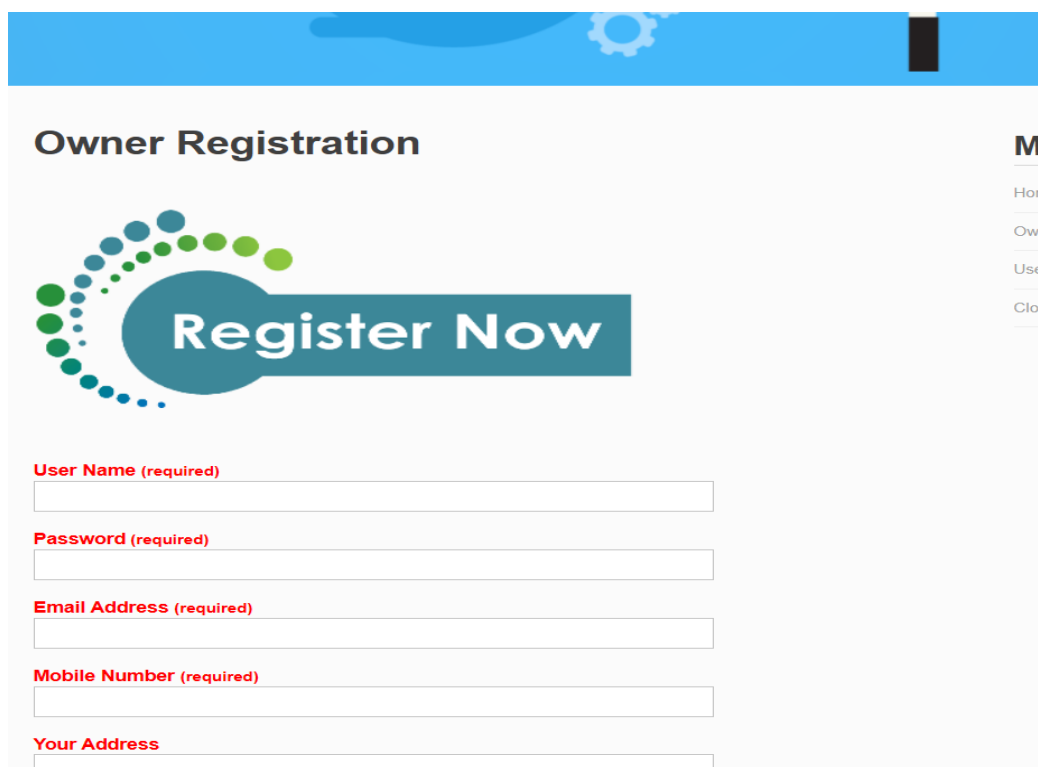 Owner Registration
Register Now
User Name (required)
Password (required)
Email Address (required)
Mobile Number (required)
Your Address